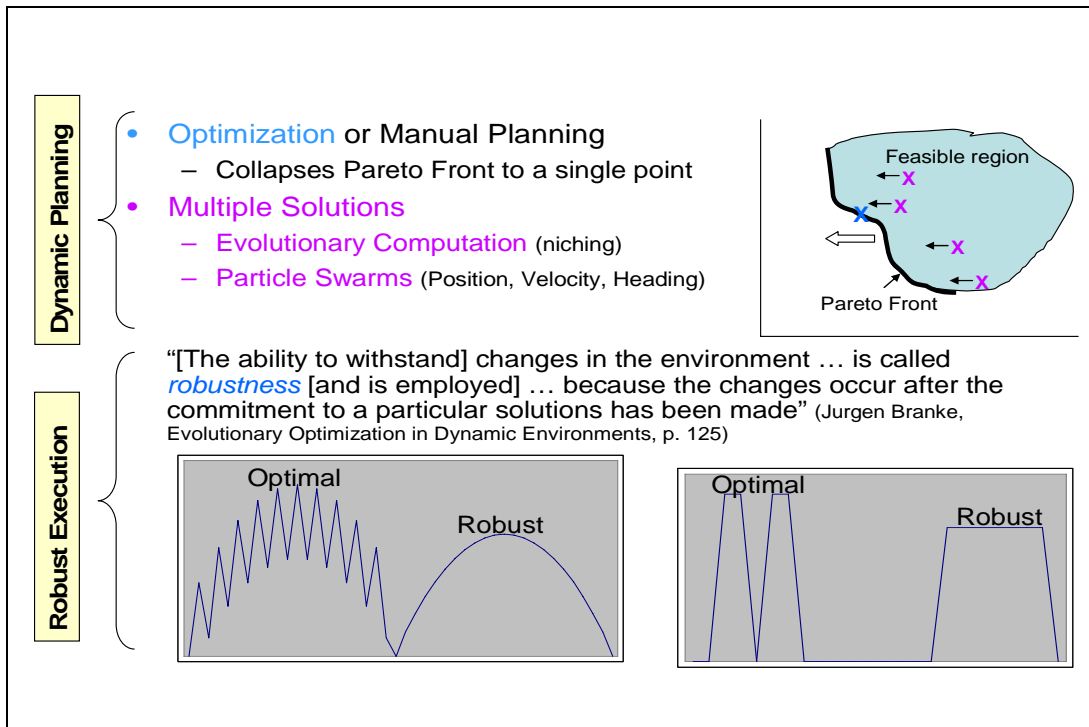 Dynamic Planning
• Optimization or Manual Planning
– Collapses Pareto Front to a single point
• Multiple Solutions
– Evolutionary Computation (niching)
– Particle Swarms (Position, Velocity, Heading)
Feasible region
X
X
X
X
X
Pareto Front
Robust Execution
“[The ability to withstand] changes in the environment … is called
robustness [and is employed] … because the changes occur after the
commitment to a particular solutions has been made” (Jurgen Branke,
Evolutionary Optimization in Dynamic Environments, p. 125)
Optimal
Robust
Optimal
Robust